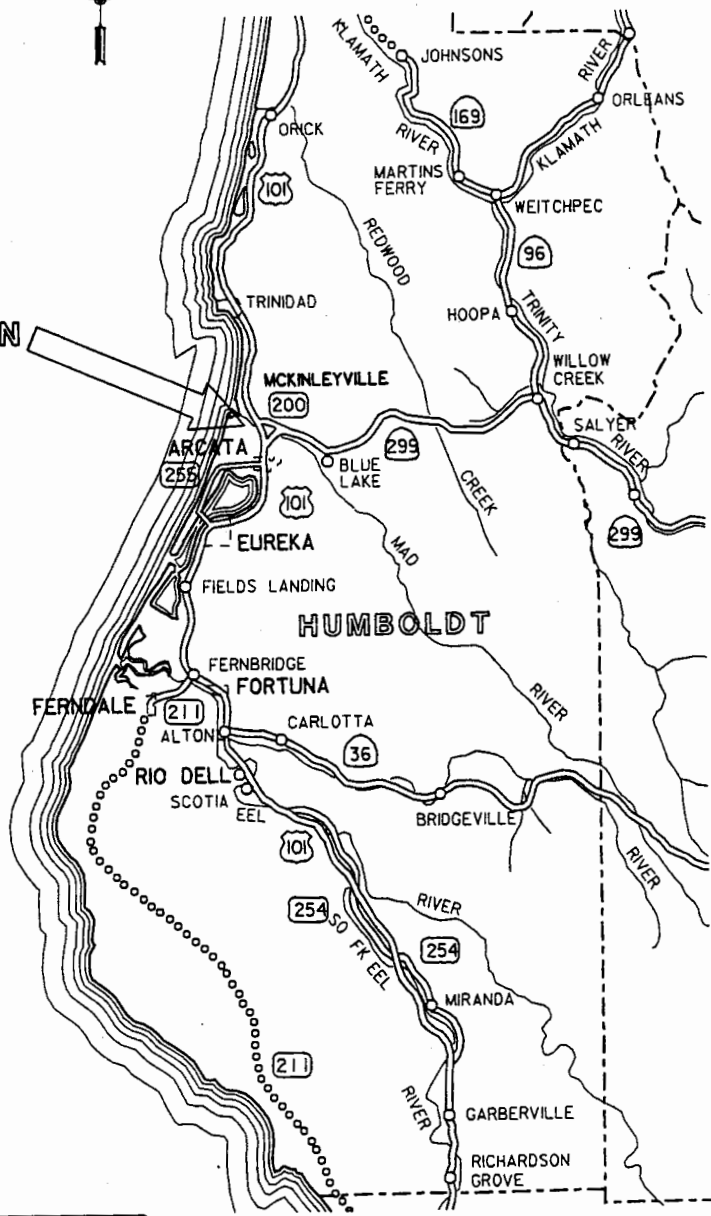 KLAMATH
JOHNSONS
RIVER
ORLEANS
ORICK
169
RIVER
KLAMATH
MARTINS
FERRY
WEITCHPEC
101
REDWOOD
96
TRINIDAD
HOOPA
TRINITY
N
WILLOW
CREEK
MCKINLEYVILLE
200
SALYER
ARCATA
299
RIVER
BLUE
LAKE
255
CREEK
101
299
EUREKA
MAD
FIELDS LANDING
HUMBOLDT
FERNBRIDGE
FORTUNA
RIVER
FERNDALE
211
CARLOTTA
ALTON
36
RIO DELL
SCOTIA
EEL
BRIDGEVILLE
101
RIVER
254
RIVER
SO FK EEL
254
MIRANDA
211
RIVER
GARBERVILLE
RICHARDSON
GROVE